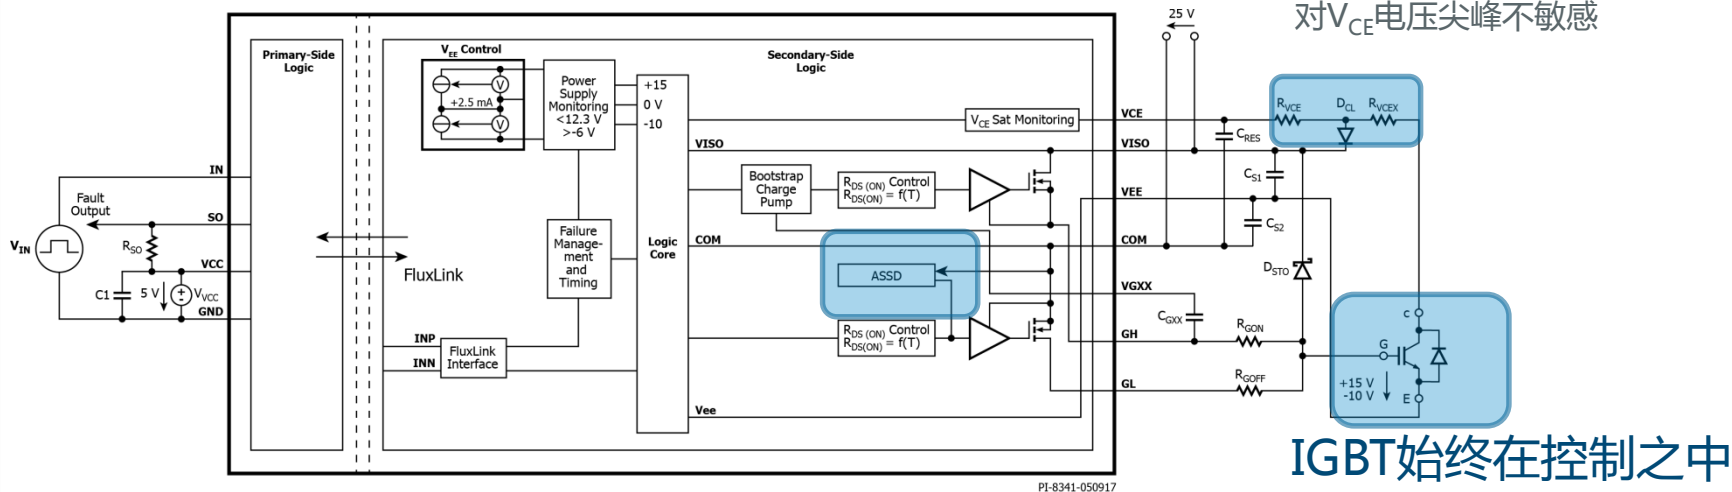 25 V
对VCE电压尖峰不敏感
Primary-Side
Logic
VEE Control
+2.5 mA
V
V
Power
Supply
Monitoring
<12.3 V
>-6 V
+15
0 V
-10
Secondary-Side
Logic
VCE Sat Monitoring
VCE
RVCE
DCL
RVCEX
CRES
VISO
VISO
IN
Fault
Output
SO
VIN
RSO
VCC
C1
5 V
VVCC
GND
FluxLink
Bootstrap
Charge
Pump
RDS (ON) Control
RDS(ON) = f(T)
CS1
VEE
CS2
Failure
Manage-
ment
and
Timing
Logic
Core
COM
COM
ASSD
DSTO
VGXX
CGXX
RDS (ON) Control
RDS(ON) = f(T)
GH
RGON
INP
INN
FluxLink
Interface
GL
RGOFF
Vee
C
G
+15 V
-10 V
E
IGBT始终在控制之中
PI-8341-050917